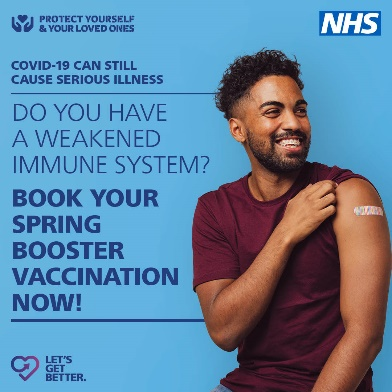 PROTECT YOURSELF
& YOUR LOVED ONES
NHS
COVID-19 CAN STILL
CAUSE SERIOUS ILLNESS
DO YOU HAVE
A WEAKENED
IMMUNE SYSTEM?
BOOK YOUR
SPRING
BOOSTER
VACCINATION
NOW!
LET'S
GET
BETTER.